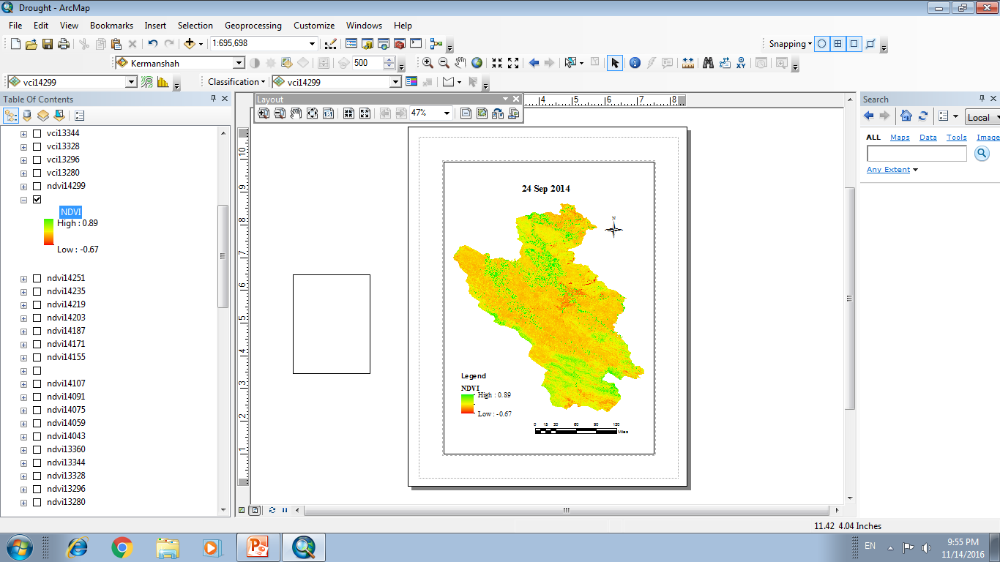 Drought - ArcMap
File Edit View Bookmarks Insert Selection Geoprocessing Customize Windows Help
1:695,698
Snapping
Kermanshah
500
vci14299
Classification
vci14299
Table Of Contents
vci13344
vci13328
vci13296
vci13280
ndvi14299
NDVI
High : 0.89
Low : -0.67
ndvi14251
ndvi14235
ndvi14219
ndvi14203
ndvi14187
ndvi14171
ndvi14155
ndvi14107
ndvi14091
ndvi14075
ndvi14059
ndvi14043
ndvi13360
ndvi13344
ndvi13328
ndvi13296
ndvi13280
Layout
47%
1:1
4 5 6 7 8
10
9
8
7
6
5
4
3
2
1
24 Sep 2014
N
Legend
NDVI
High : 0.89
Low : -0.67
0 15 30 60 90 120
Miles
Search
Local
ALL Maps Data Tools Image
Any Extent
11.42 4.04 Inches
EN
9:55 PM
11/14/2016